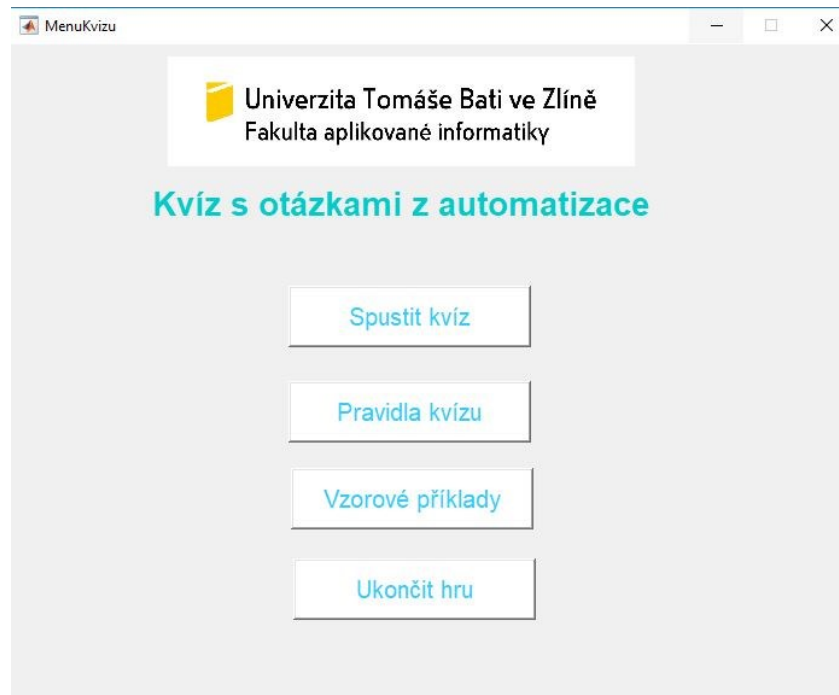 MenuKvizu
Univerzita Tomáše Bati ve Zlíně
Fakulta aplikované informatiky
Kvíz s otázkami z automatizace
Spustit kvíz
Pravidla kvízu
Vzorové příklady
Ukončit hru